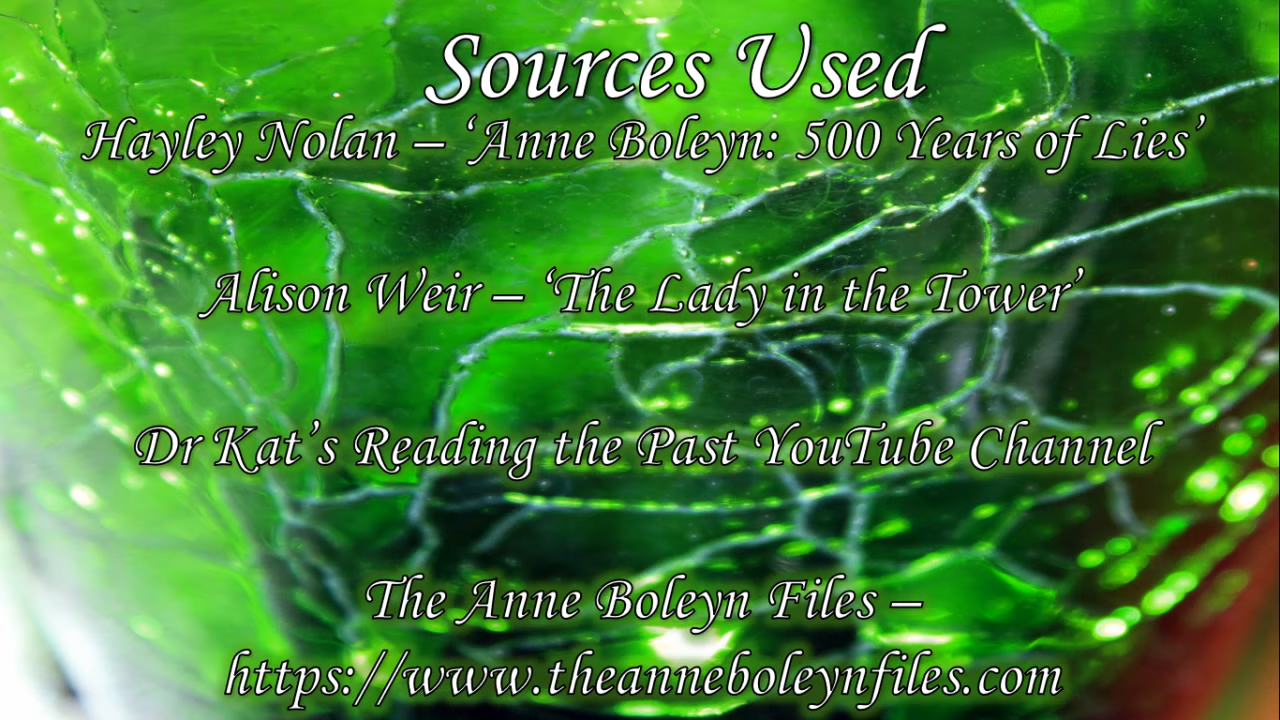 Sources Used
Hayley Nolan – ‘Anne Boleyn: 500 Years of Lies’
Alison Weir – ‘The Lady in the Tower’
Dr Kat’s Reading the Past YouTube Channel
The Anne Boleyn Files –
https://www.theanneboleynfiles.com